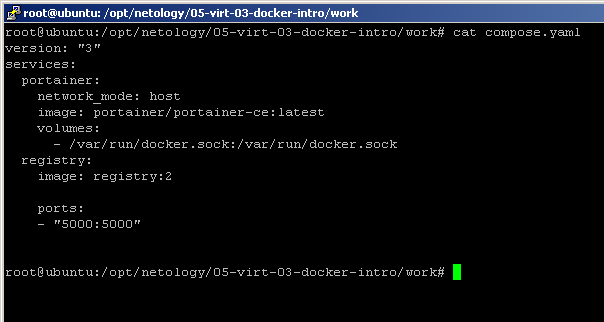 root@ubuntu: /opt/netology/05-virt-03-docker-intro/work
root@ubuntu:/opt/netology/05-virt-03-docker-intro/work# cat compose.yaml
version: "3"
services:
  portainer:
    network_mode: host
    image: portainer/portainer-ce:latest
    volumes:
      - /var/run/docker.sock:/var/run/docker.sock
  registry:
    image: registry:2

    ports:
    - "5000:5000"


root@ubuntu:/opt/netology/05-virt-03-docker-intro/work#